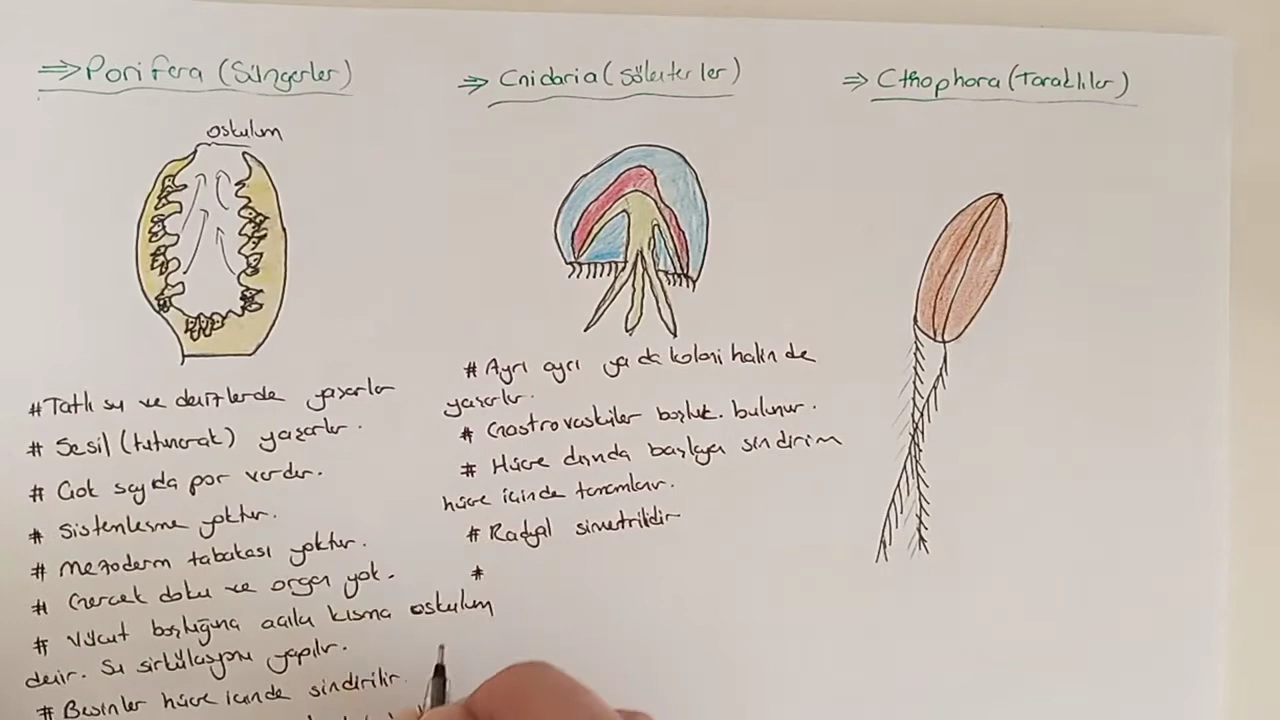 ⇒ Porifera (Süngerler)
oskulum
# Tatlı su ve denizlerde yaşarlar
# Sesil (tutunarak) yaşarlar.
# Çok sayıda por vardır.
# Sistemleşme yoktur.
# Mezoderm tabakası yoktur.
# Gerçek doku ve organ yok.
# Vücut boşluğuna açılan kısma oskulum
denir. Su sirkülasyonu yapılır.
# Besinler hücre içinde sindirilir.
⇒ Cnidaria (Sölenterler)
# Ayrı ayrı ya da koloni halinde
yaşarlar.
# Gastrovasküler boşluk bulunur.
# Hücre dışında başlayan sindirim
hücre içinde tamamlanır.
# Radyal simetrilidir
#
⇒ Ctnophora (Taraklılar)